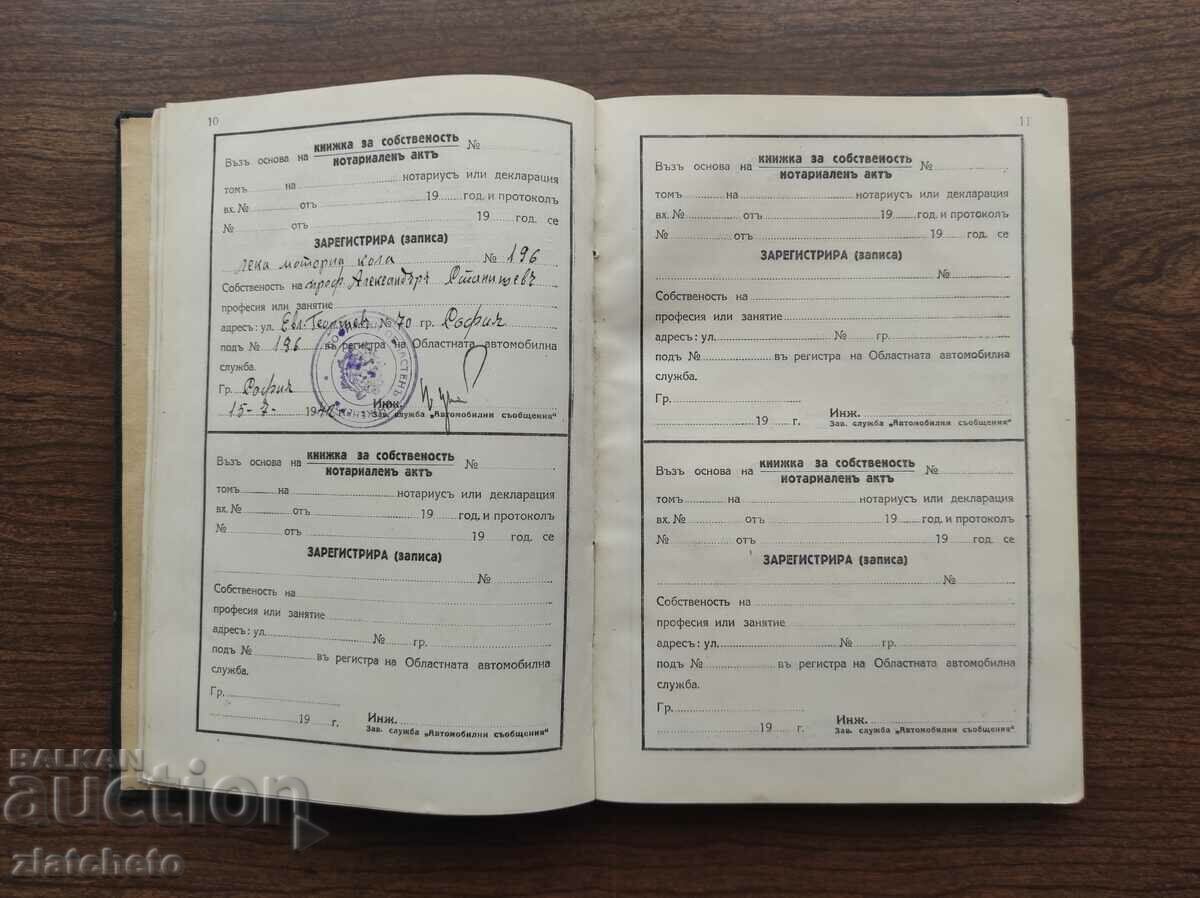 10
книжка за собственость
Възъ основа на № 
нотариаленъ актъ
томъ на нотариусъ или декларация
вх. № отъ 19 год. и протоколъ
№ отъ 19 год. се
ЗАРЕГИСТРИРА (записа)
лека моторна кола № 196
Собственость на проф. Александъръ Станишевъ
професия или занятие
адресъ: ул. Евл. Георгиев № 70 гр. София
подъ № 196 въ регистра на Областната автомобилна
служба.
Гр. София
15-7- 1942 Инж.
Зав. служба „Автомобилни съобщения“
книжка за собственость
Възъ основа на №
нотариаленъ актъ
томъ на нотариусъ или декларация
вх. № отъ 19 год. и протоколъ
№ отъ 19 год. се
ЗАРЕГИСТРИРА (записа)
№
Собственость на
професия или занятие
адресъ: ул. № гр.
подъ № въ регистра на Областната автомобилна
служба.
Гр.
19 г. Инж.
Зав. служба „Автомобилни съобщения“
11
книжка за собственость
Възъ основа на №
нотариаленъ актъ
томъ на нотариусъ или декларация
вх. № отъ 19 год. и протоколъ
№ отъ 19 год. се
ЗАРЕГИСТРИРА (записа)
№
Собственость на
професия или занятие
адресъ: ул. № гр.
подъ № въ регистра на Областната автомобилна
служба.
Гр.
19 г. Инж.
Зав. служба „Автомобилни съобщения“
книжка за собственость
Възъ основа на №
нотариаленъ актъ
томъ на нотариусъ или декларация
вх. № отъ 19 год. и протоколъ
№ отъ 19 год. се
ЗАРЕГИСТРИРА (записа)
№
Собственость на
професия или занятие
адресъ: ул. № гр.
подъ № въ регистра на Областната автомобилна
служба.
Гр.
19 г. Инж.
Зав. служба „Автомобилни съобщения“
BALKAN
auction
zlatcheto